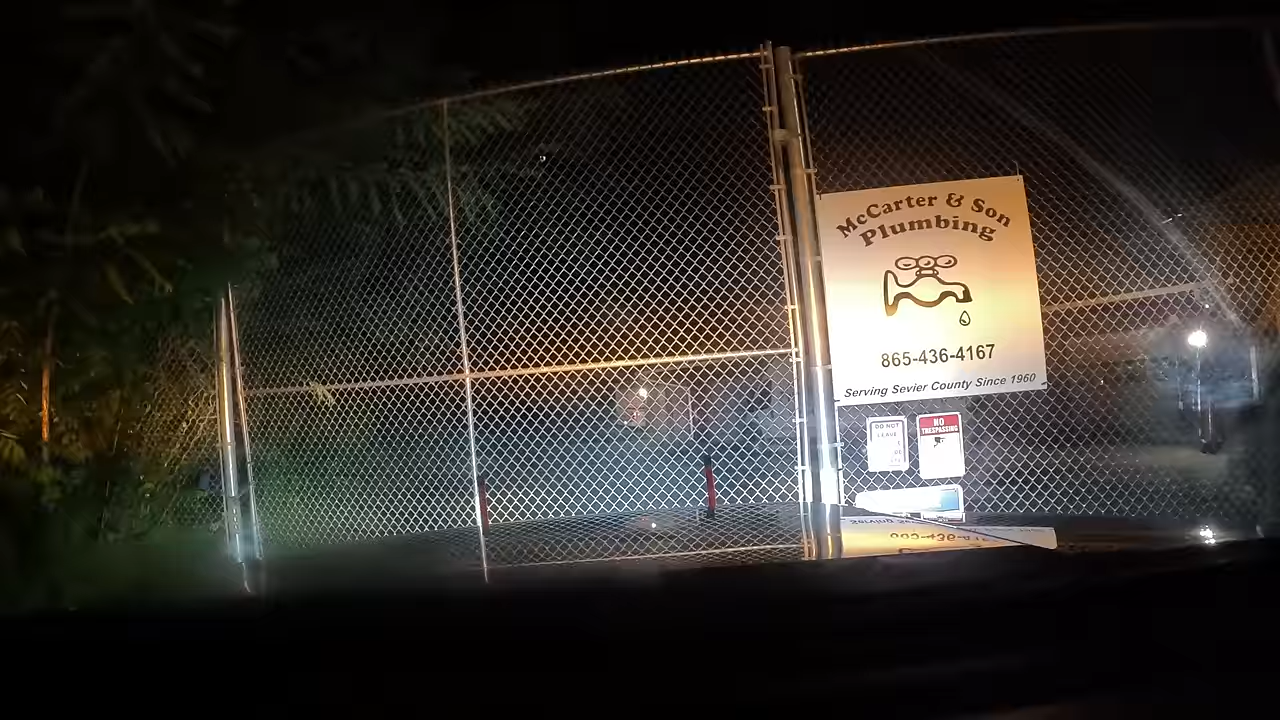 McCarter & Son
Plumbing
865-436-4167
Serving Sevier County Since 1960
DO NOT
LEAVE
NO
TRESPASSING